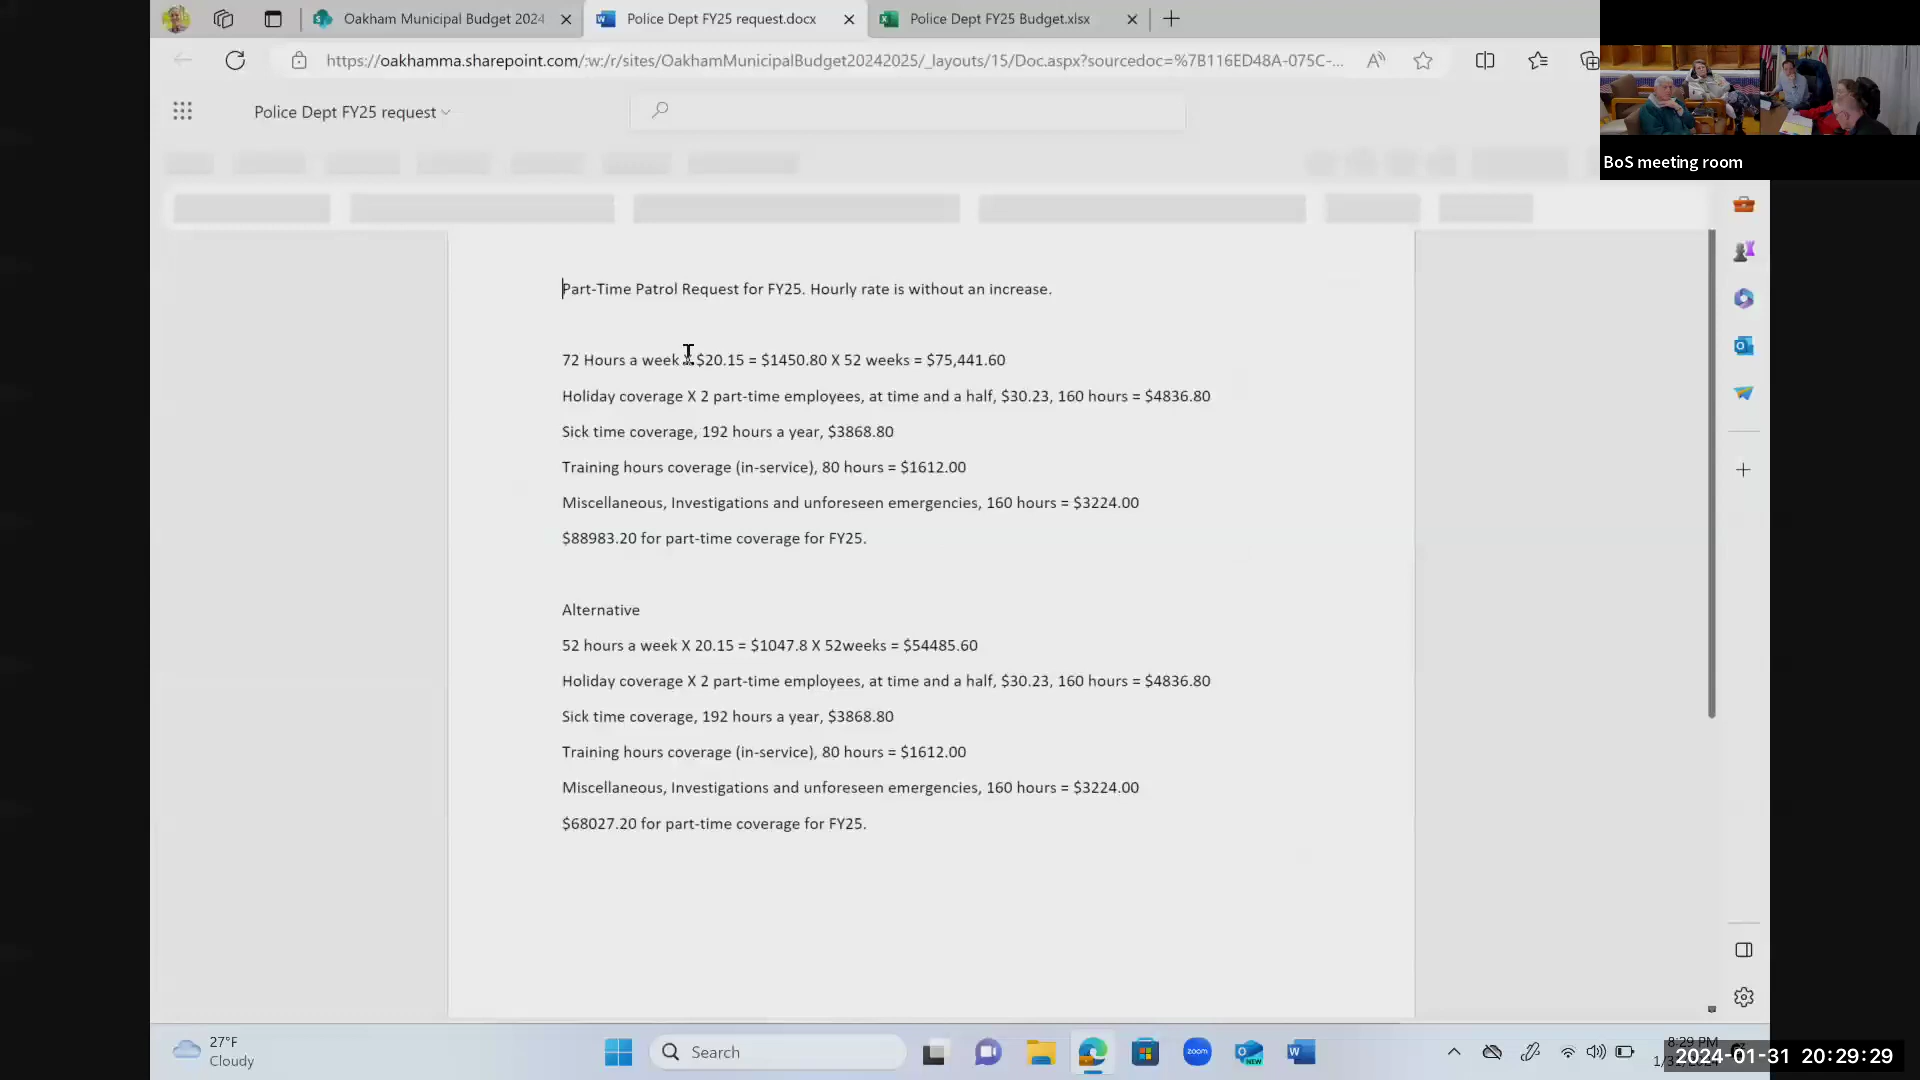 Oakham Municipal Budget 2024
Police Dept FY25 request.docx
Police Dept FY25 Budget.xlsx
https://oakhamma.sharepoint.com/:w:/r/sites/OakhamMunicipalBudget20242025/_layouts/15/Doc.aspx?sourcedoc=%7B116ED48A-075C-...
Police Dept FY25 request
BoS meeting room
Part-Time Patrol Request for FY25. Hourly rate is without an increase.
72 Hours a week X $20.15 = $1450.80 X 52 weeks = $75,441.60
Holiday coverage X 2 part-time employees, at time and a half, $30.23, 160 hours = $4836.80
Sick time coverage, 192 hours a year, $3868.80
Training hours coverage (in-service), 80 hours = $1612.00
Miscellaneous, Investigations and unforeseen emergencies, 160 hours = $3224.00
$88983.20 for part-time coverage for FY25.
Alternative
52 hours a week X 20.15 = $1047.8 X 52weeks = $54485.60
Holiday coverage X 2 part-time employees, at time and a half, $30.23, 160 hours = $4836.80
Sick time coverage, 192 hours a year, $3868.80
Training hours coverage (in-service), 80 hours = $1612.00
Miscellaneous, Investigations and unforeseen emergencies, 160 hours = $3224.00
$68027.20 for part-time coverage for FY25.
27°F
Cloudy
Search
zoom
NEW
8:29 PM
2024-01-31 20:29:29